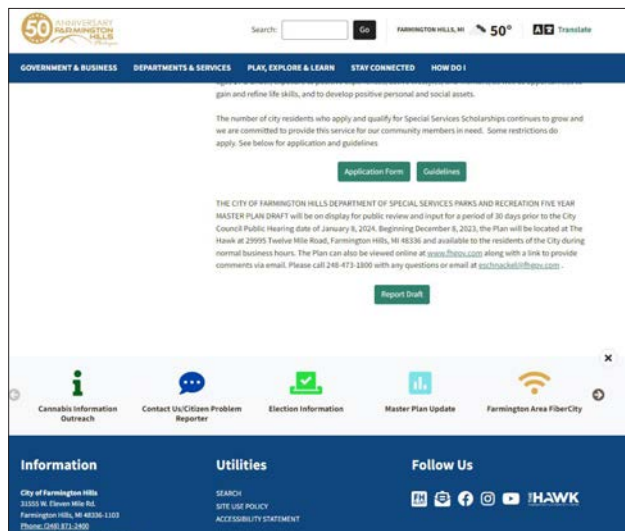 50 ANNIVERSARY
FARMINGTON
HILLS
Michigan
Search:
Go
FARMINGTON HILLS, MI
50°
Translate
GOVERNMENT & BUSINESS
DEPARTMENTS & SERVICES
PLAY, EXPLORE & LEARN
STAY CONNECTED
HOW DO I
gain and refine life skills, and to develop positive personal and social assets.
The number of city residents who apply and qualify for Special Services Scholarships continues to grow and
we are committed to provide this service for our community members in need. Some restrictions do
apply. See below for application and guidelines
Application Form
Guidelines
THE CITY OF FARMINGTON HILLS DEPARTMENT OF SPECIAL SERVICES PARKS AND RECREATION FIVE YEAR
MASTER PLAN DRAFT will be on display for public review and input for a period of 30 days prior to the City
Council Public Hearing date of January 8, 2024. Beginning December 8, 2023, the Plan will be located at The
Hawk at 29995 Twelve Mile Road, Farmington Hills, MI 48336 and available to the residents of the City during
normal business hours. The Plan can also be viewed online at www.fhgov.com along with a link to provide
comments via email. Please call 248-473-1800 with any questions or email at eschnackel@fhgov.com .
Report Draft
Cannabis Information
Outreach
Contact Us/Citizen Problem
Reporter
Election Information
Master Plan Update
Farmington Area FiberCity
Information
City of Farmington Hills
31555 W. Eleven Mile Rd.
Farmington Hills, MI 48336-1103
Phone: (248) 871-2400
Utilities
SEARCH
SITE USE POLICY
ACCESSIBILITY STATEMENT
Follow Us
FH
THE HAWK